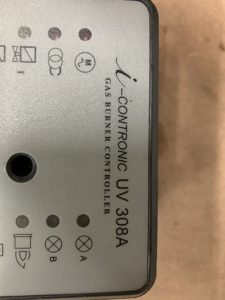 i-CONTRONIC UV 308A
GAS BURNER CONTROLLER
M
B
A